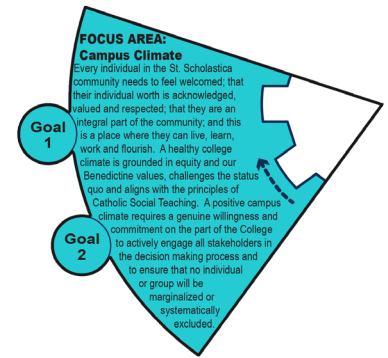 FOCUS AREA:
Campus Climate
Every individual in the St. Scholastica
community needs to feel welcomed; that
their individual worth is acknowledged,
valued and respected; that they are an
integral part of the community; and this
is a place where they can live, learn,
work and flourish. A healthy college
climate is grounded in equity and our
Benedictine values, challenges the status
quo and aligns with the principles of
Catholic Social Teaching. A positive campus
climate requires a genuine willingness and
commitment on the part of the College
to actively engage all stakeholders in
the decision making process and
to ensure that no individual
or group will be
marginalized or
systematically
excluded.
Goal
1
Goal
2